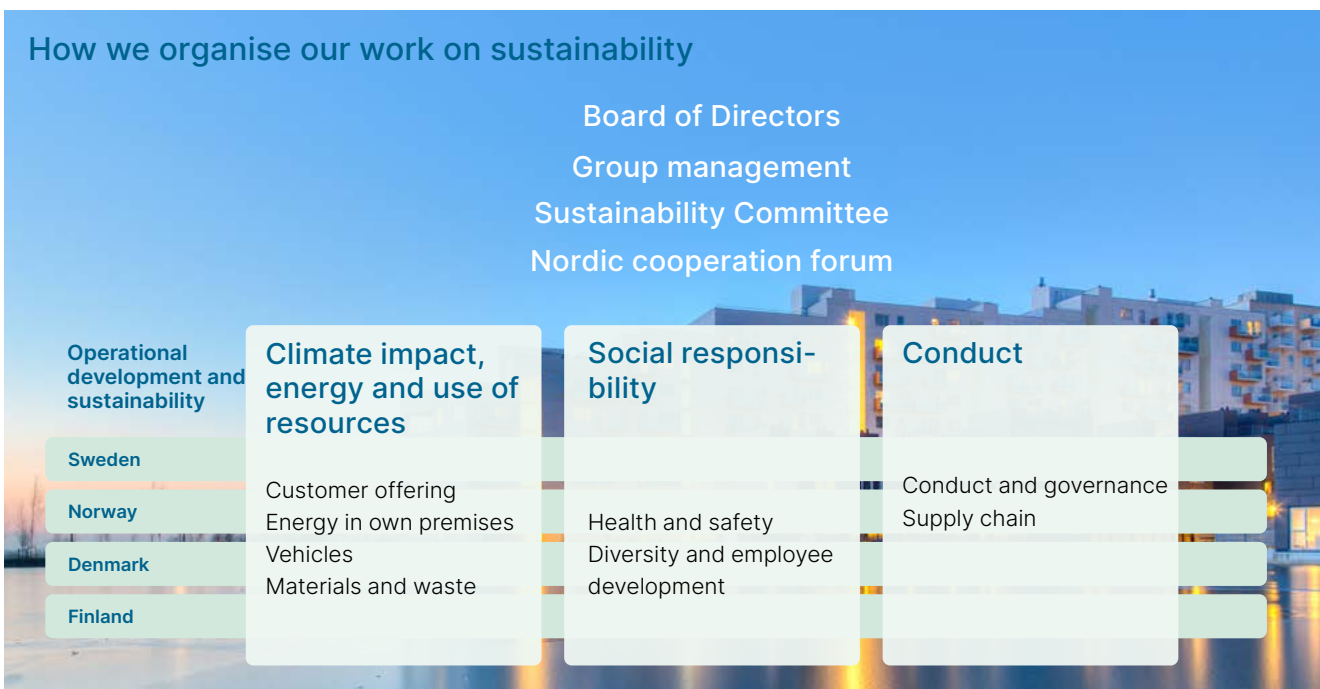 How we organise our work on sustainability
Board of Directors
Group management
Sustainability Committee
Nordic cooperation forum
Operational
development and
sustainability
Sweden
Norway
Denmark
Finland
Climate impact,
energy and use of
resources
Customer offering
Energy in own premises
Vehicles
Materials and waste
Social responsi-
bility
Health and safety
Diversity and employee
development
Conduct
Conduct and governance
Supply chain